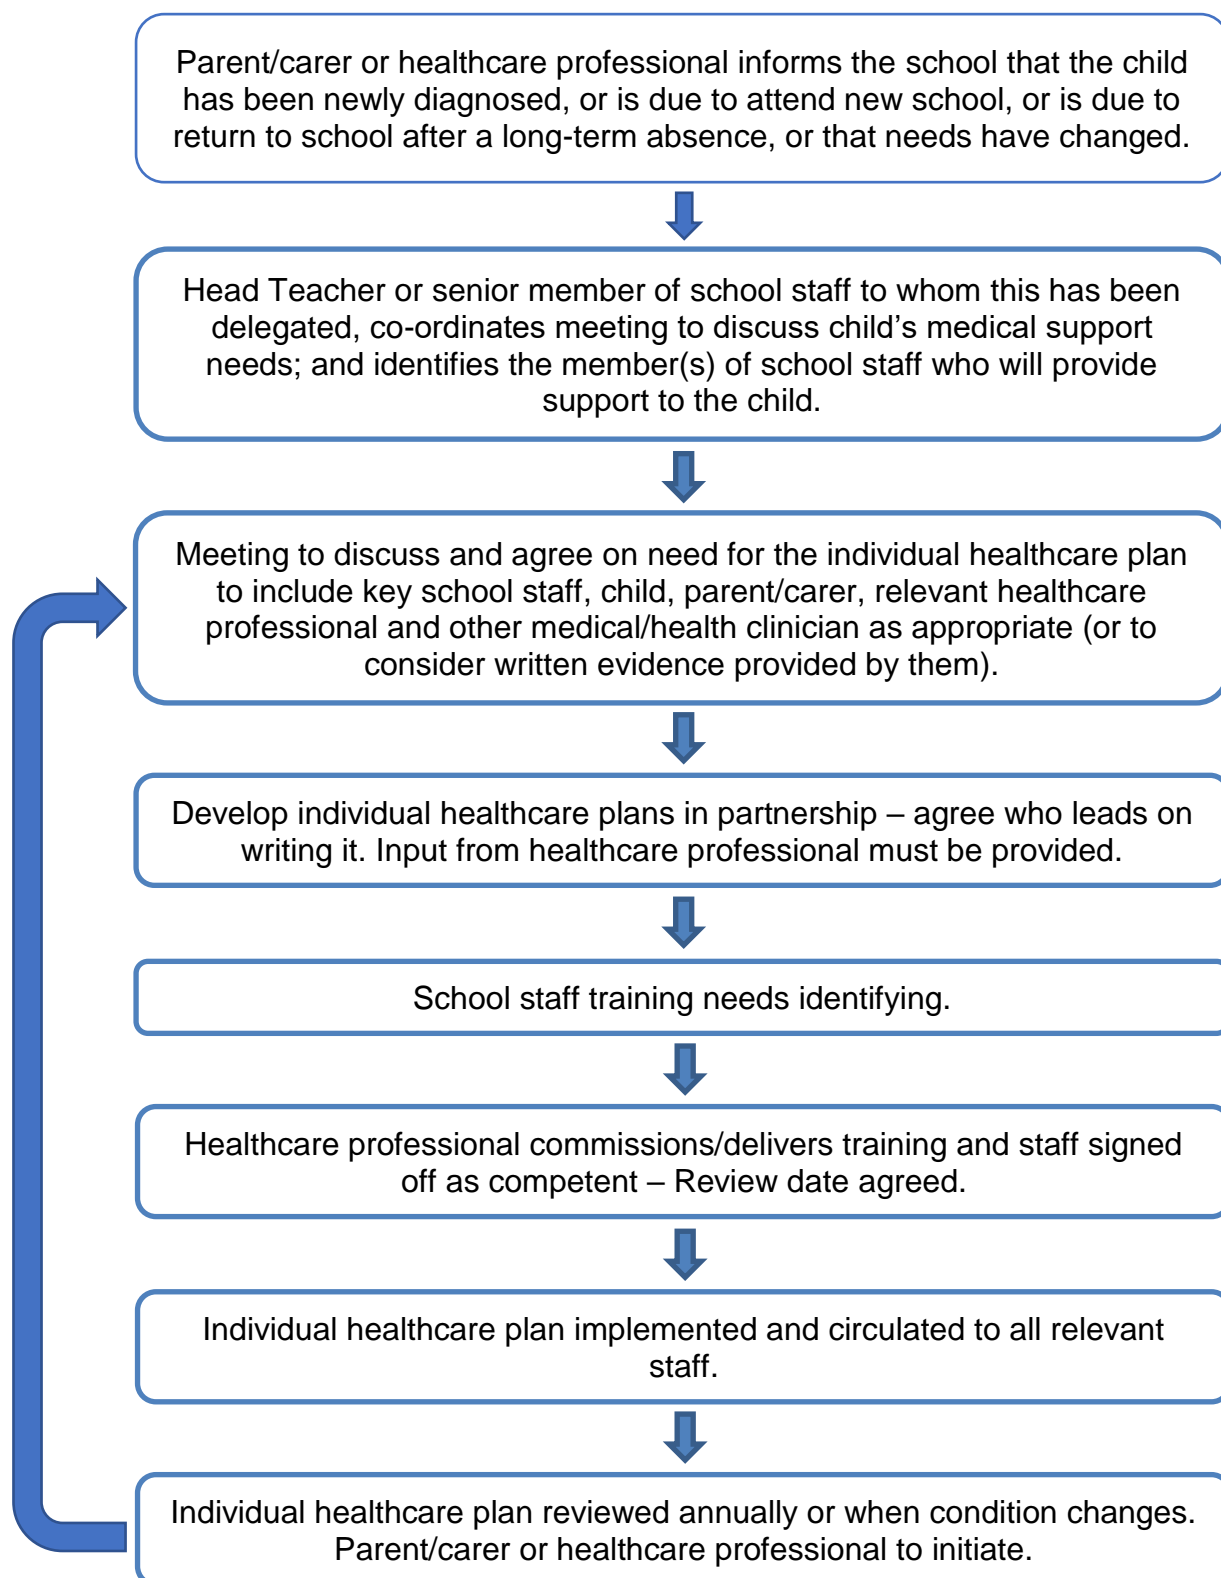 Parent/carer or healthcare professional informs the school that the child
has been newly diagnosed, or is due to attend new school, or is due to
return to school after a long-term absence, or that needs have changed.
Head Teacher or senior member of school staff to whom this has been
delegated, co-ordinates meeting to discuss child’s medical support
needs; and identifies the member(s) of school staff who will provide
support to the child.
Meeting to discuss and agree on need for the individual healthcare plan
to include key school staff, child, parent/carer, relevant healthcare
professional and other medical/health clinician as appropriate (or to
consider written evidence provided by them).
Develop individual healthcare plans in partnership – agree who leads on
writing it. Input from healthcare professional must be provided.
School staff training needs identifying.
Healthcare professional commissions/delivers training and staff signed
off as competent – Review date agreed.
Individual healthcare plan implemented and circulated to all relevant
staff.
Individual healthcare plan reviewed annually or when condition changes.
Parent/carer or healthcare professional to initiate.